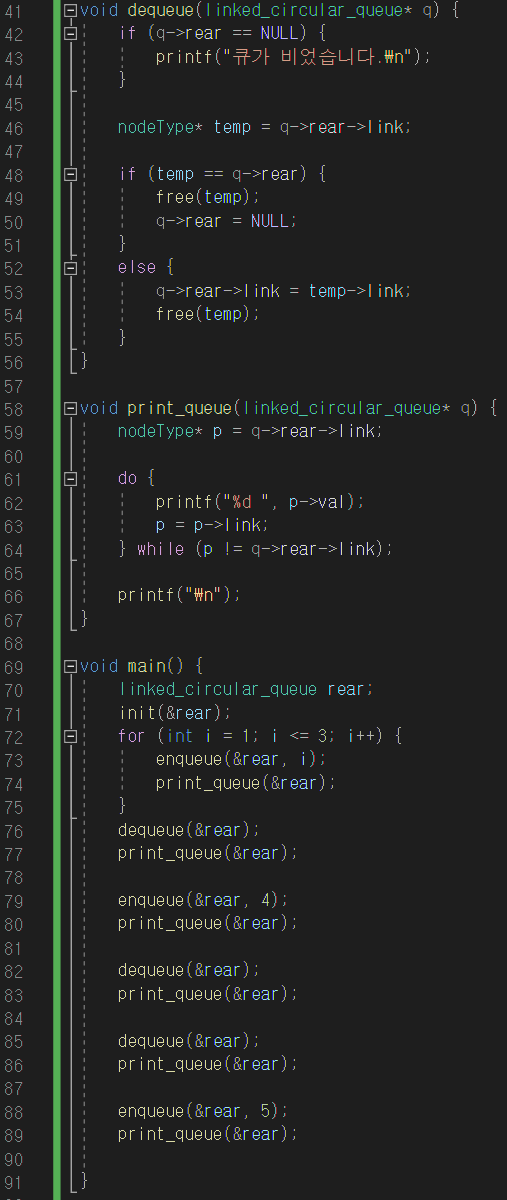 41 void dequeue(linked_circular_queue* q) {
42 if (q->rear == NULL) {
43 printf("큐가 비었습니다.₩n");
44 }
45
46 nodeType* temp = q->rear->link;
47
48 if (temp == q->rear) {
49 free(temp);
50 q->rear = NULL;
51 }
52 else {
53 q->rear->link = temp->link;
54 free(temp);
55 }
56 }
57
58 void print_queue(linked_circular_queue* q) {
59 nodeType* p = q->rear->link;
60
61 do {
62 printf("%d ", p->val);
63 p = p->link;
64 } while (p != q->rear->link);
65
66 printf("₩n");
67 }
68
69 void main() {
70 linked_circular_queue rear;
71 init(&rear);
72 for (int i = 1; i <= 3; i++) {
73 enqueue(&rear, i);
74 print_queue(&rear);
75 }
76 dequeue(&rear);
77 print_queue(&rear);
78
79 enqueue(&rear, 4);
80 print_queue(&rear);
81
82 dequeue(&rear);
83 print_queue(&rear);
84
85 dequeue(&rear);
86 print_queue(&rear);
87
88 enqueue(&rear, 5);
89 print_queue(&rear);
90
91 }